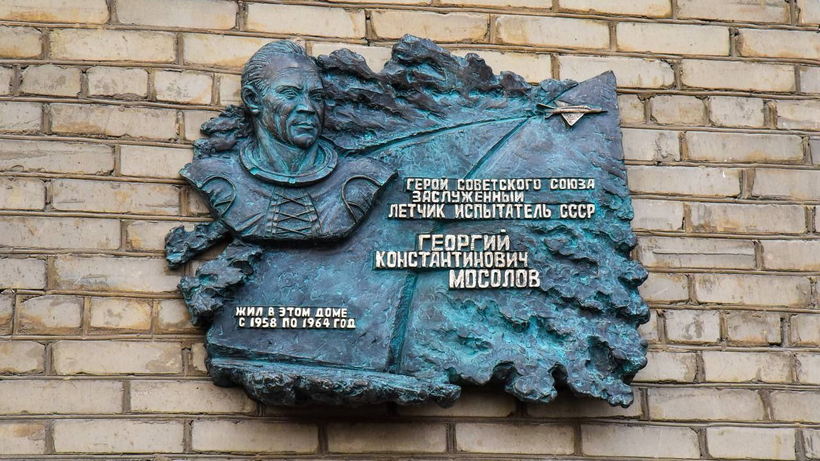 ГЕРОЙ СОВЕТСКОГО СОЮЗА
ЗАСЛУЖЕННЫЙ
ЛЕТЧИК ИСПЫТАТЕЛЬ СССР
ГЕОРГИЙ
КОНСТАНТИНОВИЧ
МОСОЛОВ
ЖИЛ В ЭТОМ ДОМЕ
С 1958 ПО 1964 ГОД